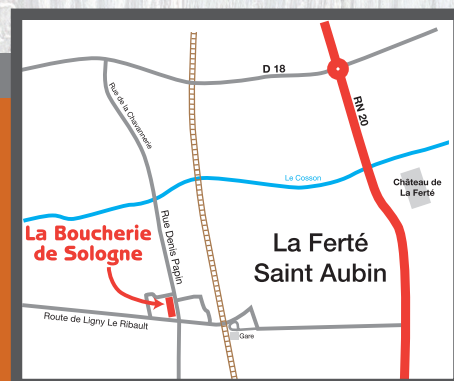 D 18
RN 20
Rue de la Chavannerie
Le Cosson
Château de
La Ferté
Rue Denis Papin
La Boucherie
de Sologne
La Ferté
Saint Aubin
Route de Ligny Le Ribault
Gare